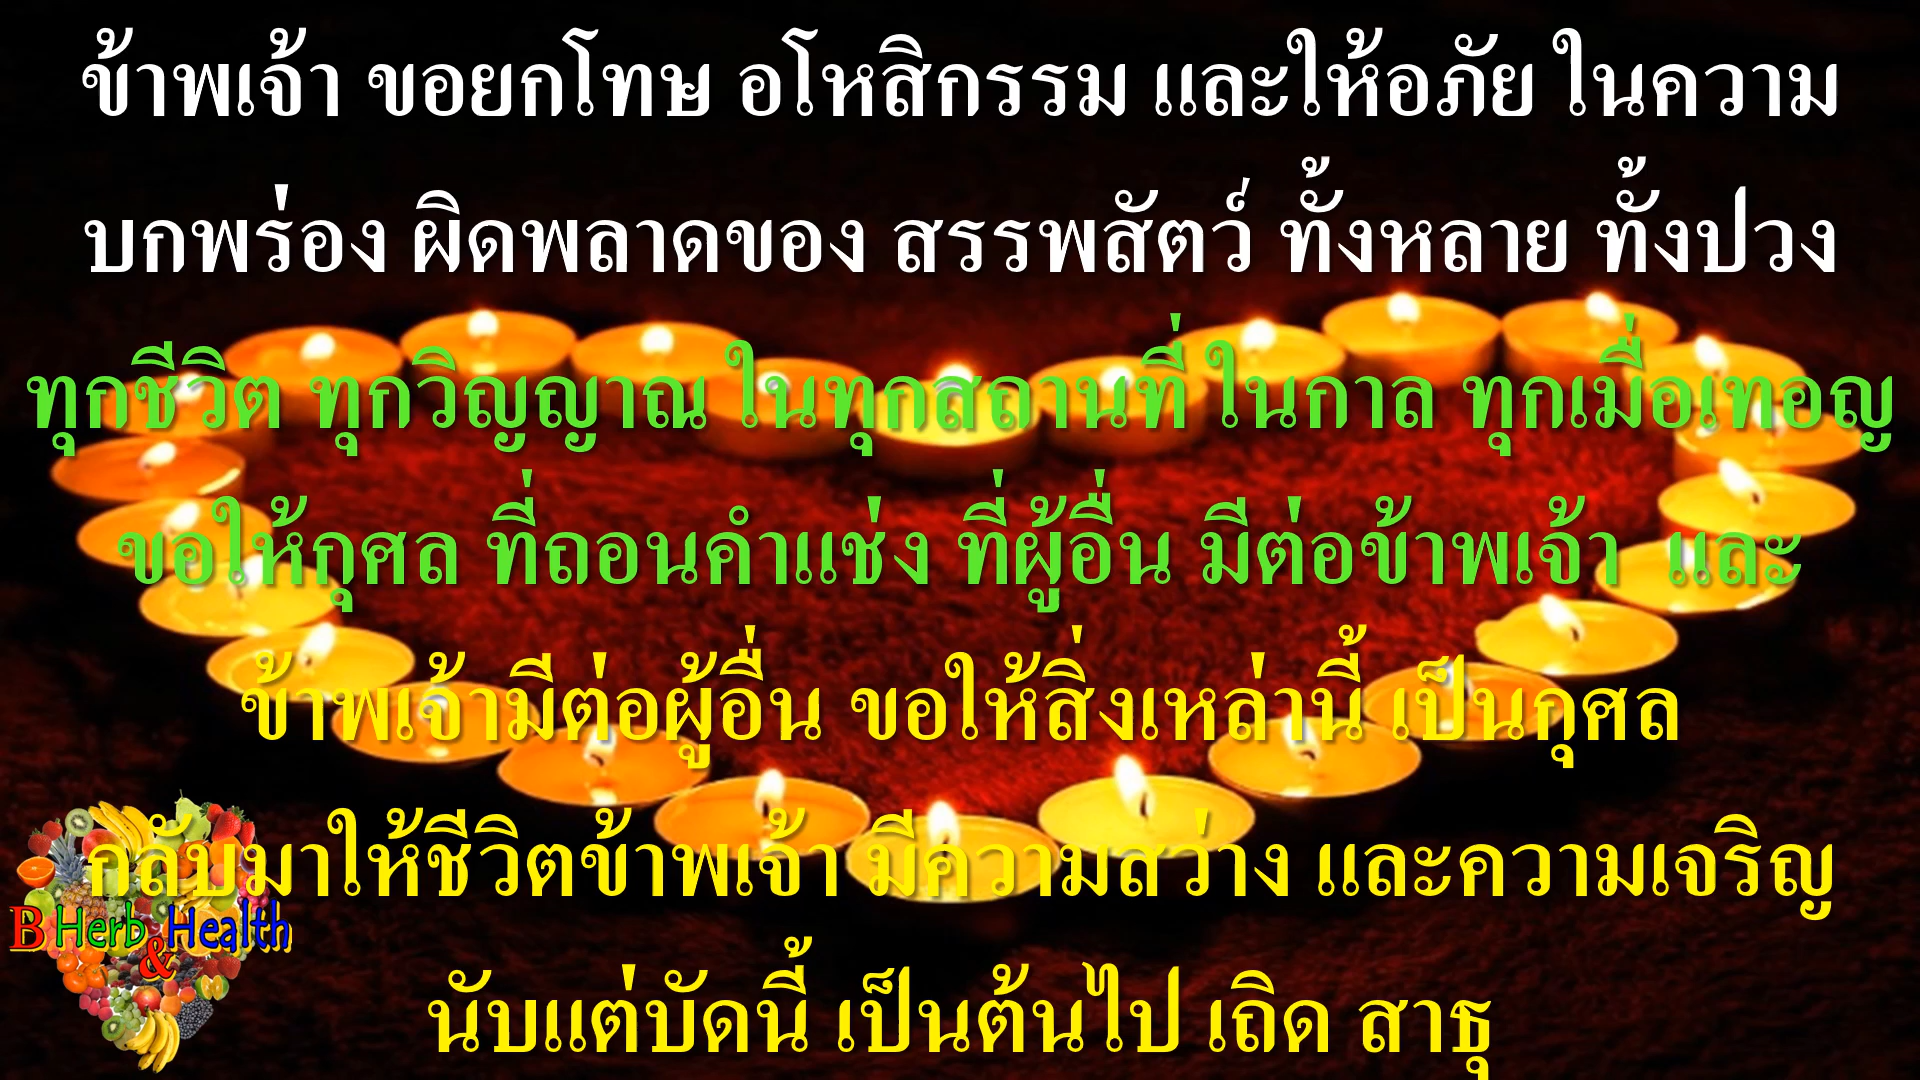 ข้าพเจ้า ขอยกโทษ อโหสิกรรม และให้อภัย ในความ
บกพร่อง ผิดพลาดของ สรรพสัตว์ ทั้งหลาย ทั้งปวง
ทุกชีวิต ทุกวิญญาณ ในทุกสถานที่ ในกาล ทุกเมื่อเทอญ
ขอให้กุศล ที่ถอนคำแช่ง ที่ผู้อื่น มีต่อข้าพเจ้า และ
ข้าพเจ้ามีต่อผู้อื่น ขอให้สิ่งเหล่านี้ เป็นกุศล
กลับมาให้ชีวิตข้าพเจ้า มีความสว่าง และความเจริญ
นับแต่บัดนี้ เป็นต้นไป เถิด สาธุ
B Herb & Health